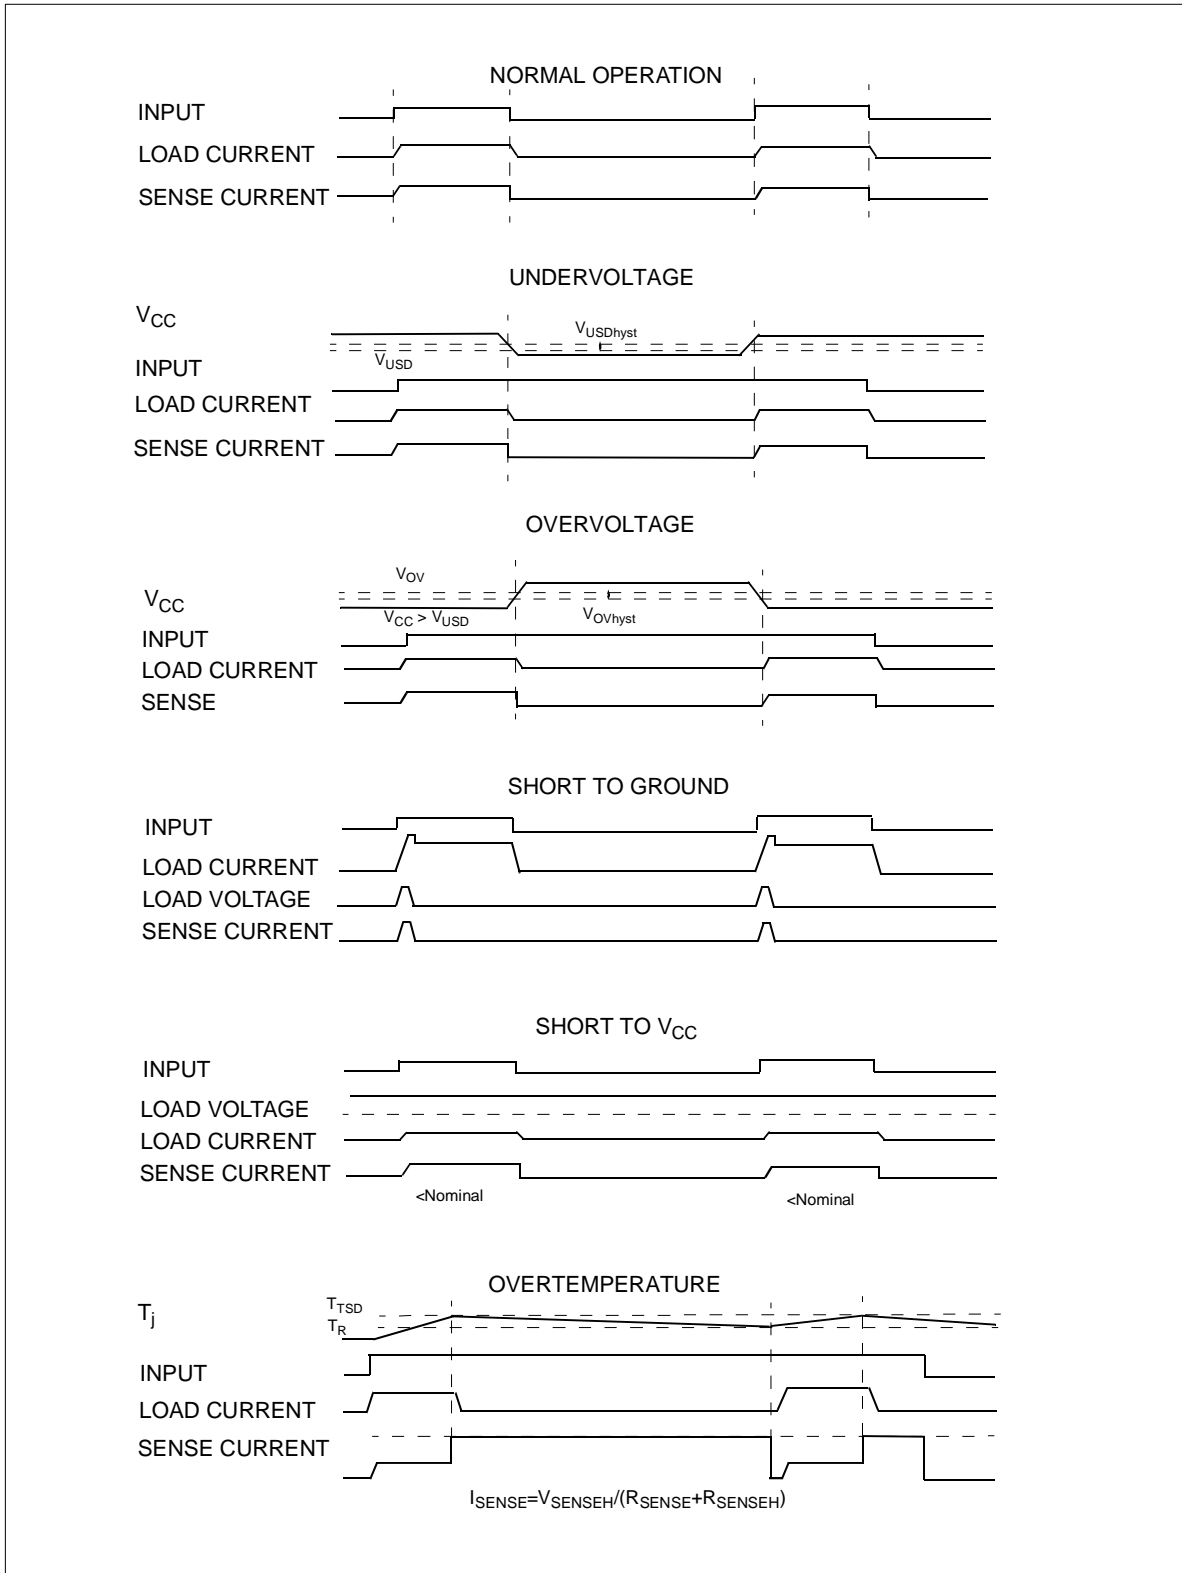 NORMAL OPERATION
INPUT
LOAD CURRENT
SENSE CURRENT
UNDERVOLTAGE
VCC
VUSDhyst
VUSD
INPUT
LOAD CURRENT
SENSE CURRENT
OVERVOLTAGE
VOV
VCC
VCC > VUSD
VOVhyst
INPUT
LOAD CURRENT
SENSE
SHORT TO GROUND
INPUT
LOAD CURRENT
LOAD VOLTAGE
SENSE CURRENT
SHORT TO VCC
INPUT
LOAD VOLTAGE
LOAD CURRENT
SENSE CURRENT
<Nominal
<Nominal
OVERTEMPERATURE
Tj
TTSD
TR
INPUT
LOAD CURRENT
SENSE CURRENT
ISENSE=VSENSEH/(RSENSE+RSENSEH)